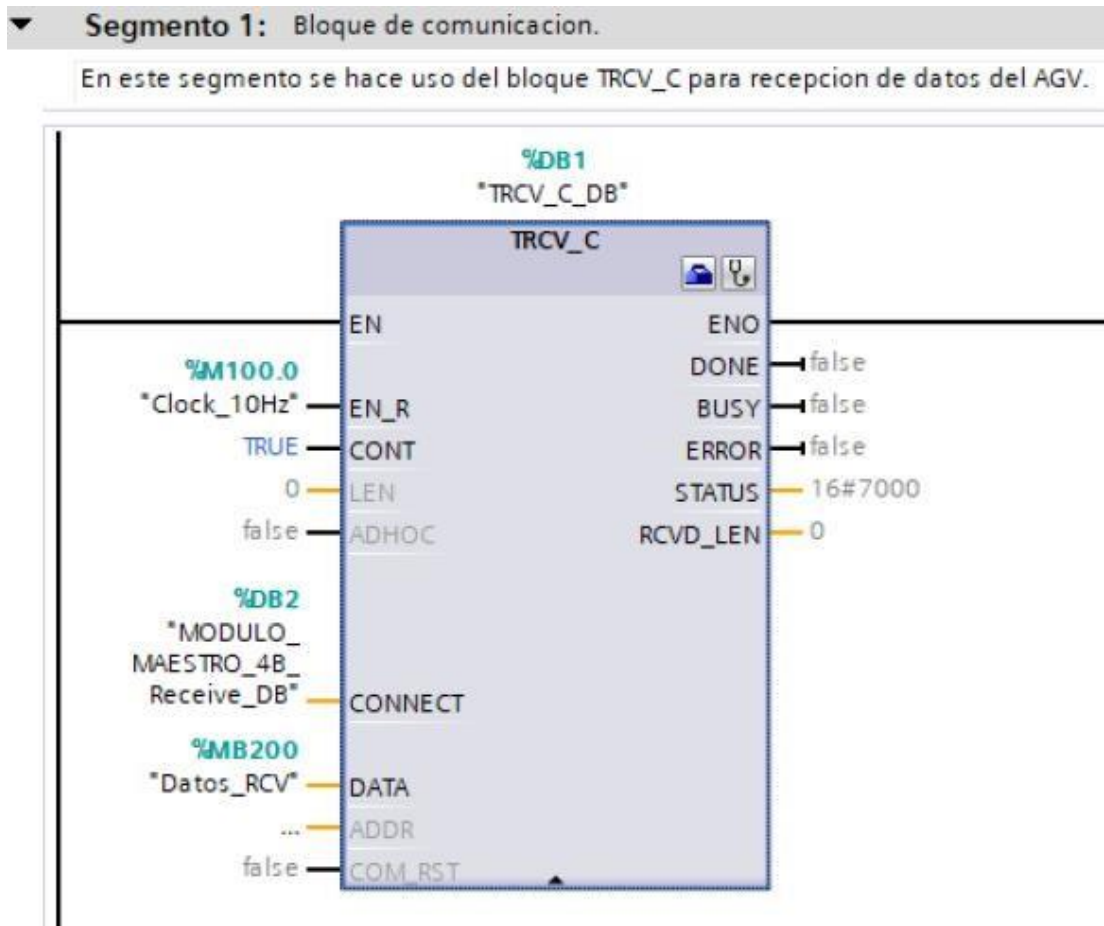 Segmento 1: Bloque de comunicacion.
En este segmento se hace uso del bloque TRCV_C para recepcion de datos del AGV.
%DB1
"TRCV_C_DB"
TRCV_C
EN ENO
DONE false
%M100.0
"Clock_10Hz" EN_R BUSY false
TRUE CONT ERROR false
0 LEN STATUS 16#7000
false ADHOC RCVD_LEN 0
%DB2
"MODULO_
MAESTRO_4B_
Receive_DB" CONNECT
%MB200
"Datos_RCV" DATA
... ADDR
false COM_RST